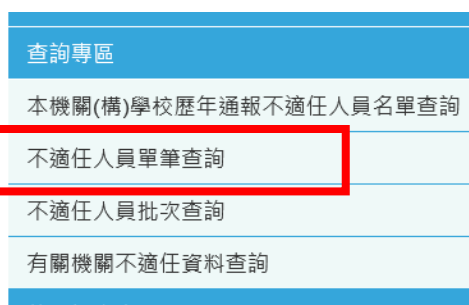 查詢專區
本機關(構)學校歷年通報不適任人員名單查詢
不適任人員單筆查詢
不適任人員批次查詢
有關機關不適任資料查詢